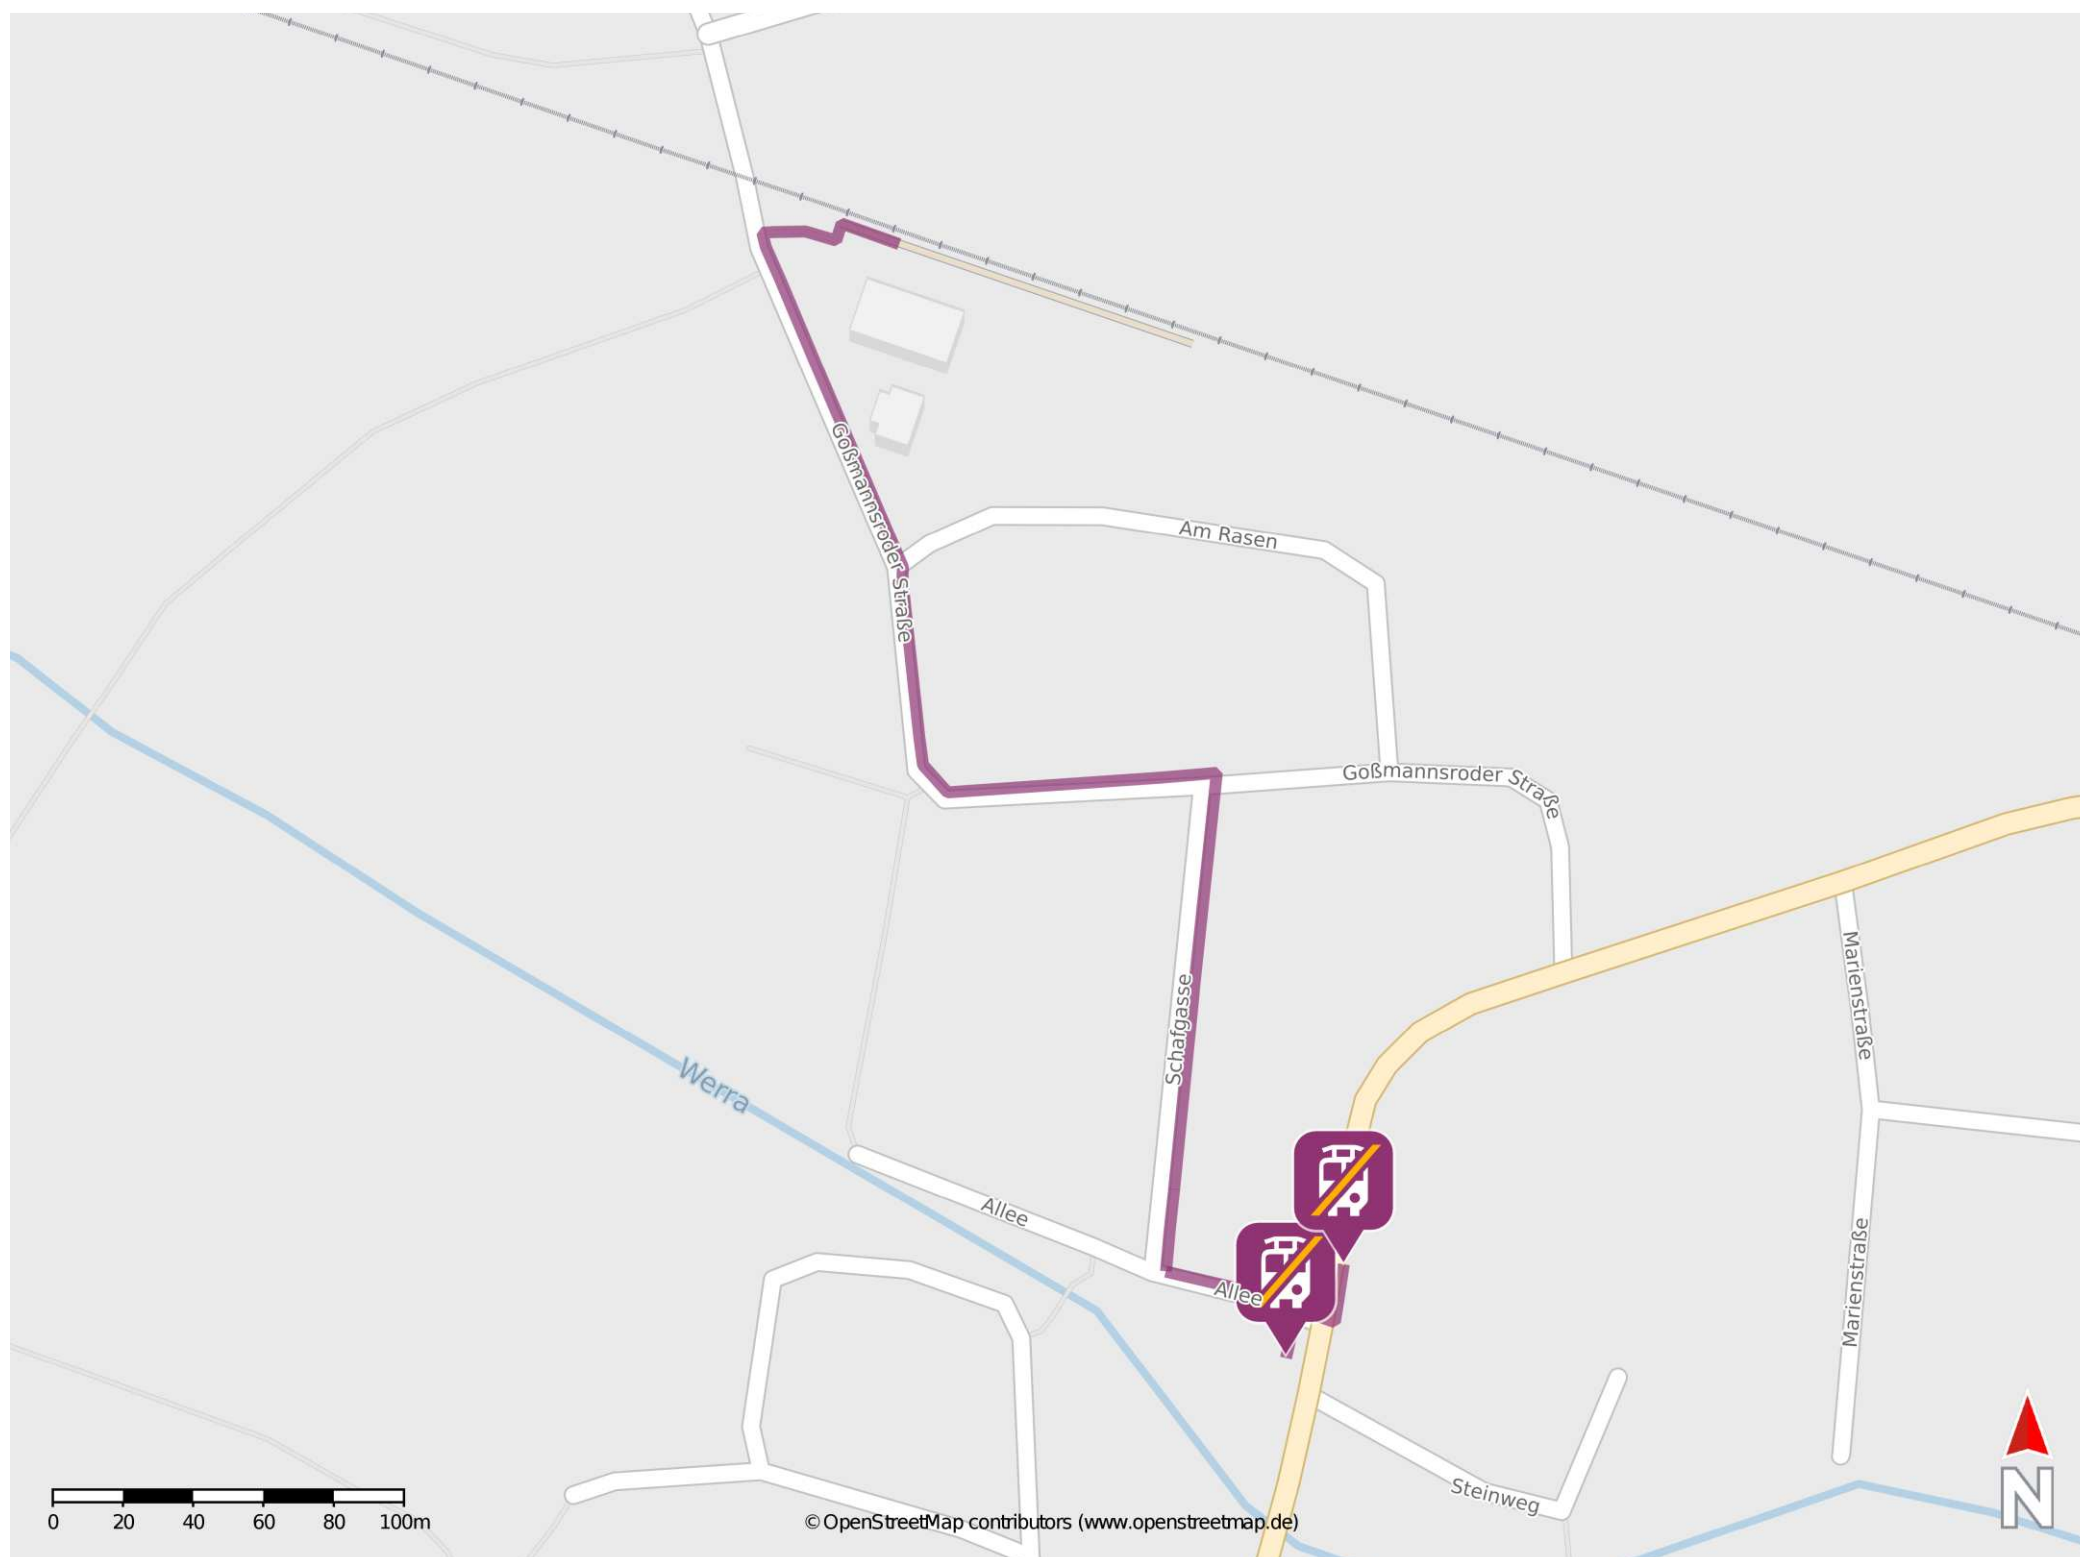 Goßmannsroder Straße
Am Rasen
Goßmannsroder Straße
Marienstraße
Schafgasse
Werra
Allee
Allee
Marienstraße
Steinweg
0 20 40 60 80 100m
© OpenStreetMap contributors (www.openstreetmap.de)
N